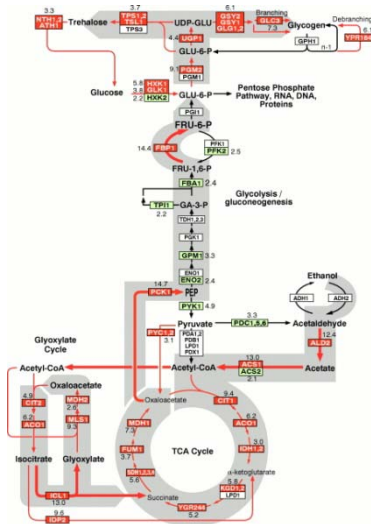 3.3
NTH1,2
ATH1
Trehalose
3.7
TPS1,2
TSL1
TPS3
UDP-GLU
6.1
GSY2
GSY1
GLG1,2
Branching
GLC3
7.3
Glycogen
Debranching
6.1
YPR184
GPH1
n-1
4.4
UGP1
GLU-6-P
9.1
PGM2
PGM1
Glucose
5.8
HXK1
3.8
GLK1
2.2
HXK2
GLU-6-P
Pentose Phosphate
Pathway, RNA, DNA,
Proteins
PGI1
FRU-6-P
14.4
FBP1
PFK1
PFK2
2.5
FRU-1,6-P
FBA1
2.4
TPI1
2.2
GA-3-P
Glycolysis /
gluconeogenesis
TDH1,2,3
PGK1
GPM1
3.3
ENO1
ENO2
2.4
14.7
PCK1
PEP
PYK1
4.9
Ethanol
ADH1
ADH2
Pyruvate
3.3
PDC1,5,6
Acetaldehyde
12.4
ALD2
PYC1,2
3.1
PDA1,2
PDB1
LPD1
PDX1
Glyoxylate
Cycle
Acetyl-CoA
Acetyl-CoA
13.0
ACS1
ACS2
2.1
Acetate
Oxaloacetate
4.9
CIT2
MDH2
2.6
6.2
ACO1
MLS1
9.3
Isocitrate
Glyoxylate
ICL1
13.0
9.6
IDP2
Oxaloacetate
9.4
CIT1
MDH1
7.3
6.2
ACO1
FUM1
3.7
3.0
IDH1,2
TCA Cycle
α-ketoglutarate
SDH1,2,3,4
5.6
5.8
KGD1,2
LPD1
Succinate
YGR244
5.2